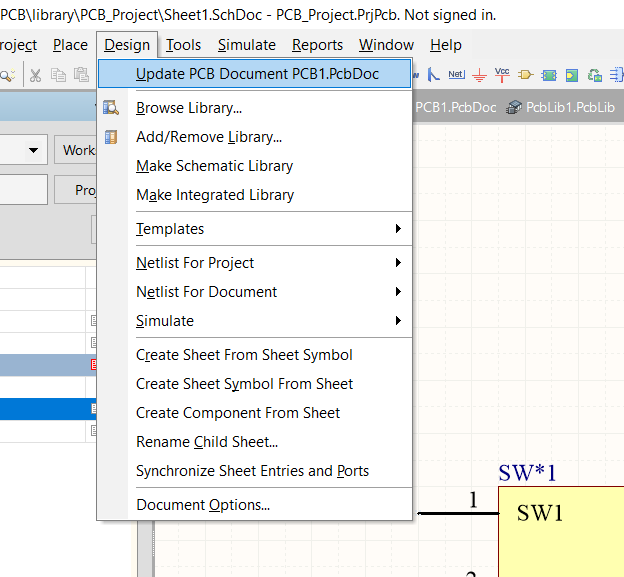 PCB\library\PCB_Project\Sheet1.SchDoc - PCB_Project.PrjPcb. Not signed in.
roject Place Design Tools Simulate Reports Window Help
Net Vcc
Update PCB Document PCB1.PcbDoc
PCB1.PcbDoc PcbLib1.PcbLib
Browse Library...
Add/Remove Library...
Work
Make Schematic Library
Make Integrated Library
Proj
Templates
Netlist For Project
Netlist For Document
Simulate
Create Sheet From Sheet Symbol
Create Sheet Symbol From Sheet
Create Component From Sheet
Rename Child Sheet...
Synchronize Sheet Entries and Ports
Document Options...
SW*1
1
SW1